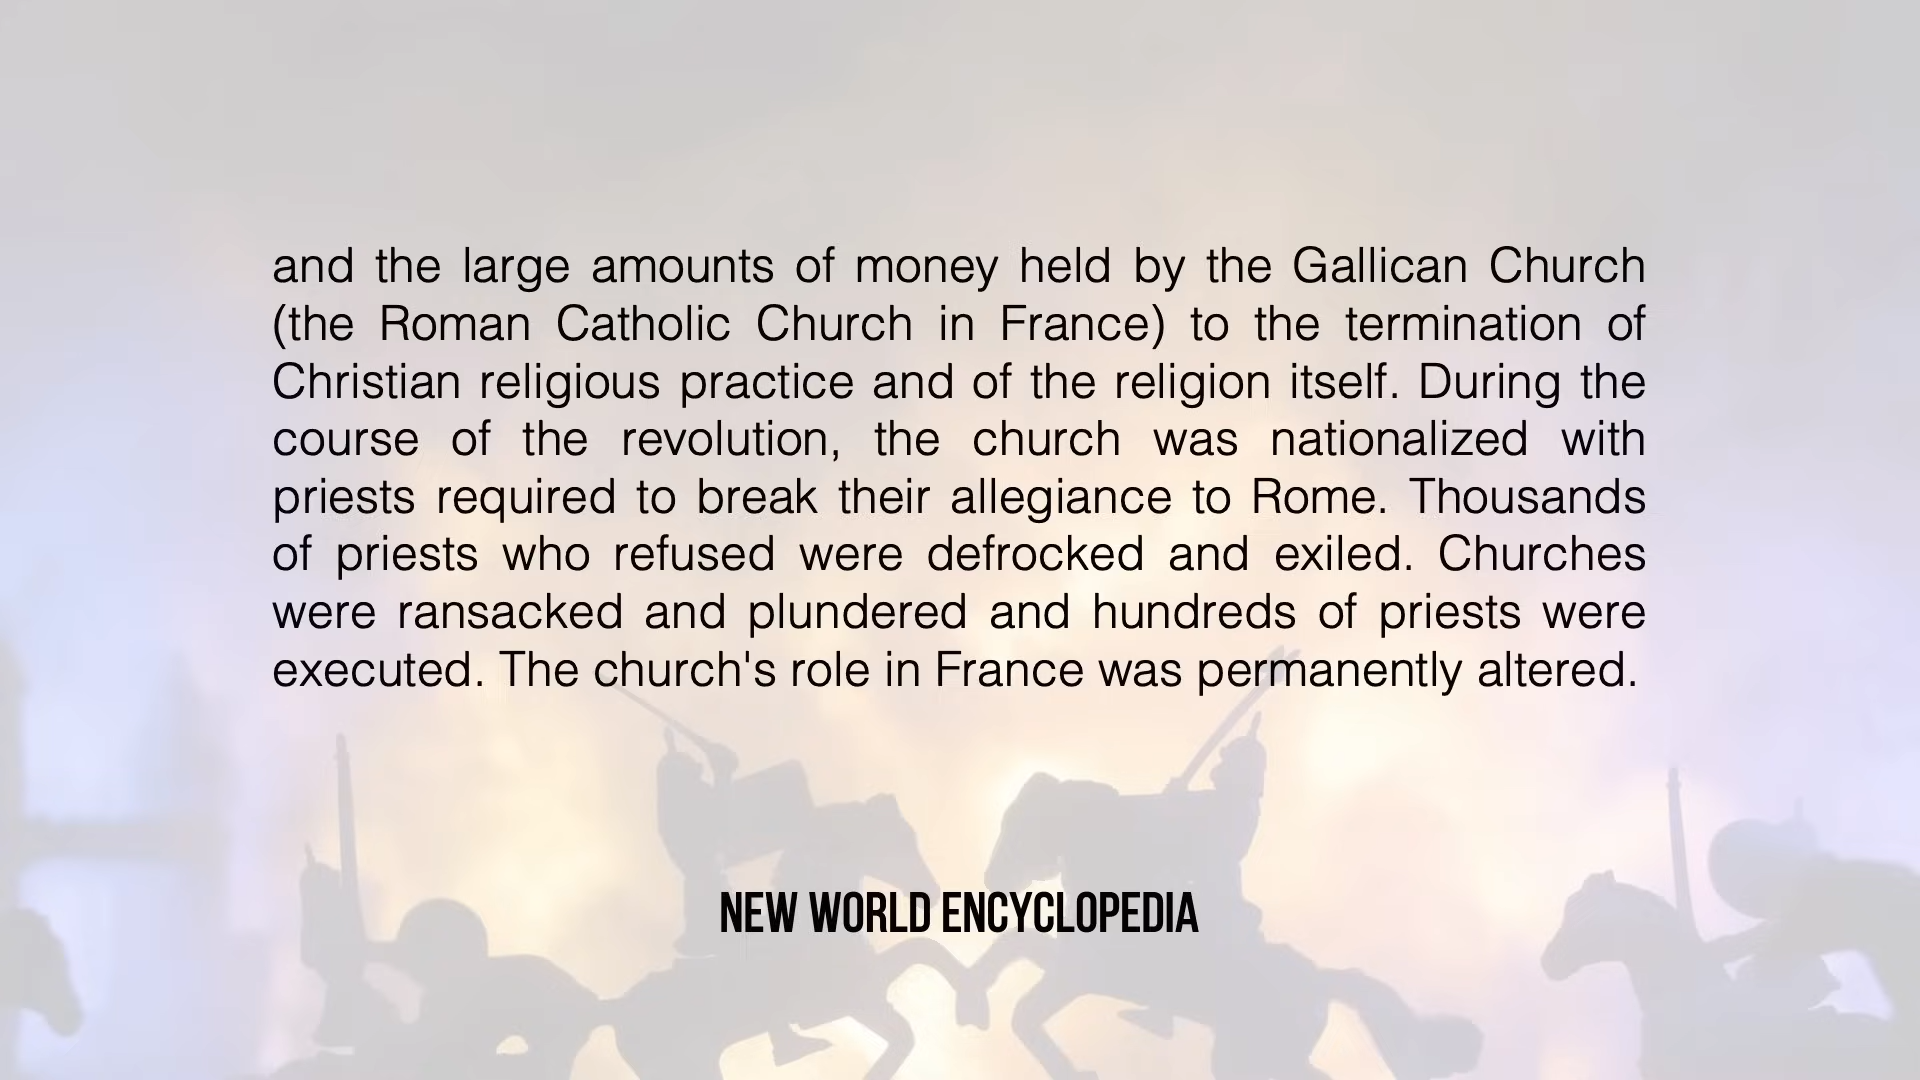 and the large amounts of money held by the Gallican Church
(the Roman Catholic Church in France) to the termination of
Christian religious practice and of the religion itself. During the
course of the revolution, the church was nationalized with
priests required to break their allegiance to Rome. Thousands
of priests who refused were defrocked and exiled. Churches
were ransacked and plundered and hundreds of priests were
executed. The church's role in France was permanently altered.
NEW WORLD ENCYCLOPEDIA